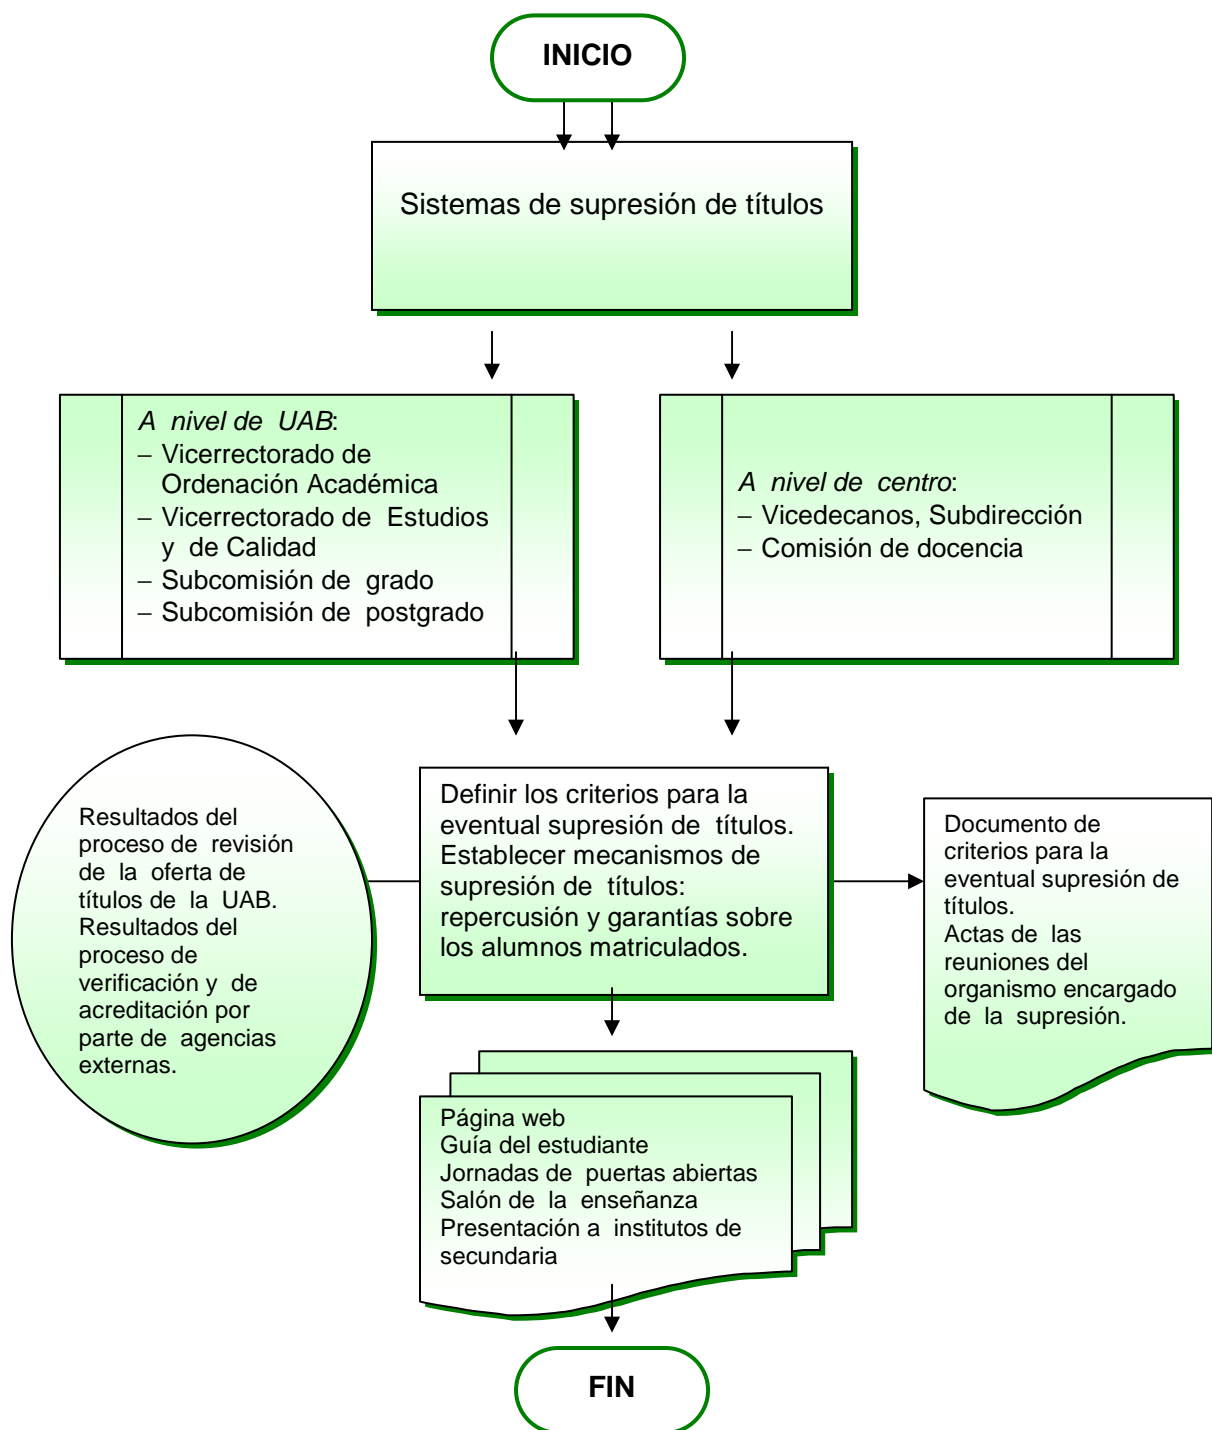 INICIO
Sistemas de supresión de títulos
A nivel de UAB:
– Vicerrectorado de
Ordenación Académica
– Vicerrectorado de Estudios
y de Calidad
– Subcomisión de grado
– Subcomisión de postgrado
A nivel de centro:
– Vicedecanos, Subdirección
– Comisión de docencia
Resultados del
proceso de revisión
de la oferta de
títulos de la UAB.
Resultados del
proceso de
verificación y de
acreditación por
parte de agencias
externas.
Definir los criterios para la
eventual supresión de títulos.
Establecer mecanismos de
supresión de títulos:
repercusión y garantías sobre
los alumnos matriculados.
Documento de
criterios para la
eventual supresión de
títulos.
Actas de las
reuniones del
organismo encargado
de la supresión.
Página web
Guía del estudiante
Jornadas de puertas abiertas
Salón de la enseñanza
Presentación a institutos de
secundaria
FIN